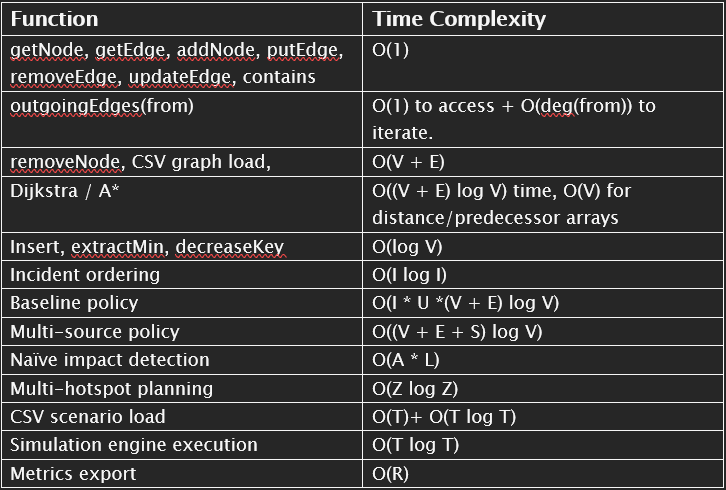 Function
Time Complexity
getNode, getEdge, addNode, putEdge,
removeEdge, updateEdge, contains
O(1)
outgoingEdges(from)
O(1) to access + O(deg(from)) to
iterate.
removeNode, CSV graph load,
O(V + E)
Dijkstra / A*
O((V + E) log V) time, O(V) for
distance/predecessor arrays
Insert, extractMin, decreaseKey
O(log V)
Incident ordering
O(I log I)
Baseline policy
O(I * U *(V + E) log V)
Multi-source policy
O((V + E + S) log V)
Naïve impact detection
O(A * L)
Multi-hotspot planning
O(Z log Z)
CSV scenario load
O(T)+ O(T log T)
Simulation engine execution
O(T log T)
Metrics export
O(R)